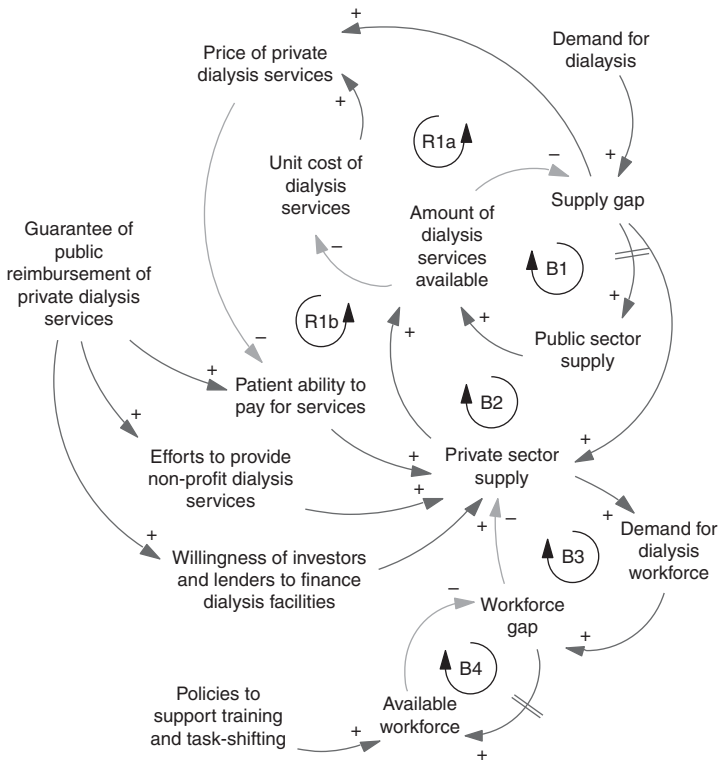 +
Price of private
dialysis services
Demand for
dialaysis
+
R1a
–
+
Unit cost of
dialysis
services
Supply gap
Amount of
dialysis
services
available
Guarantee of
public
reimbursement of
private dialysis
services
–
B1
+
R1b
+
+
Public sector
supply
–
+
Patient ability to
pay for services
B2
+
+
Efforts to provide
non-profit dialysis
services
+
Private sector
supply
+
+
–
+
Demand for
dialysis
workforce
+
Willingness of investors
and lenders to finance
dialysis facilities
B3
–
Workforce
gap
+
B4
Policies to
support training
and task-shifting
Available
workforce
+
+